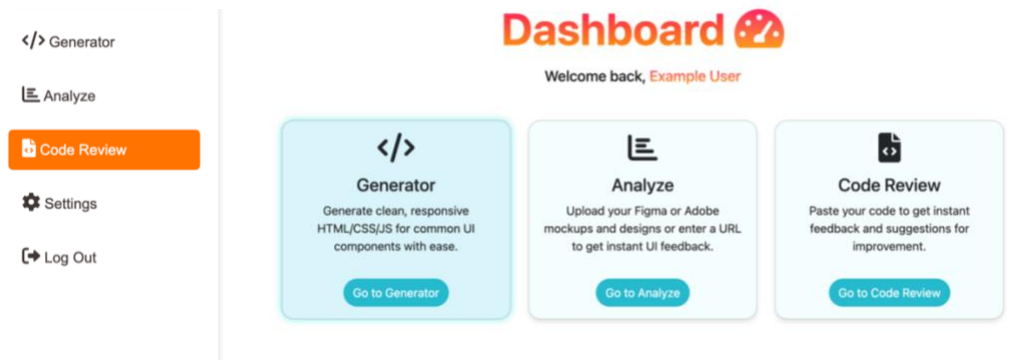 Generator
Analyze
Code Review
Settings
Log Out
Dashboard
Welcome back, Example User
Generator
Generate clean, responsive
HTML/CSS/JS for common UI
components with ease.
Go to Generator
Analyze
Upload your Figma or Adobe
mockups and designs or enter a URL
to get instant UI feedback.
Go to Analyze
Code Review
Paste your code to get instant
feedback and suggestions for
improvement.
Go to Code Review